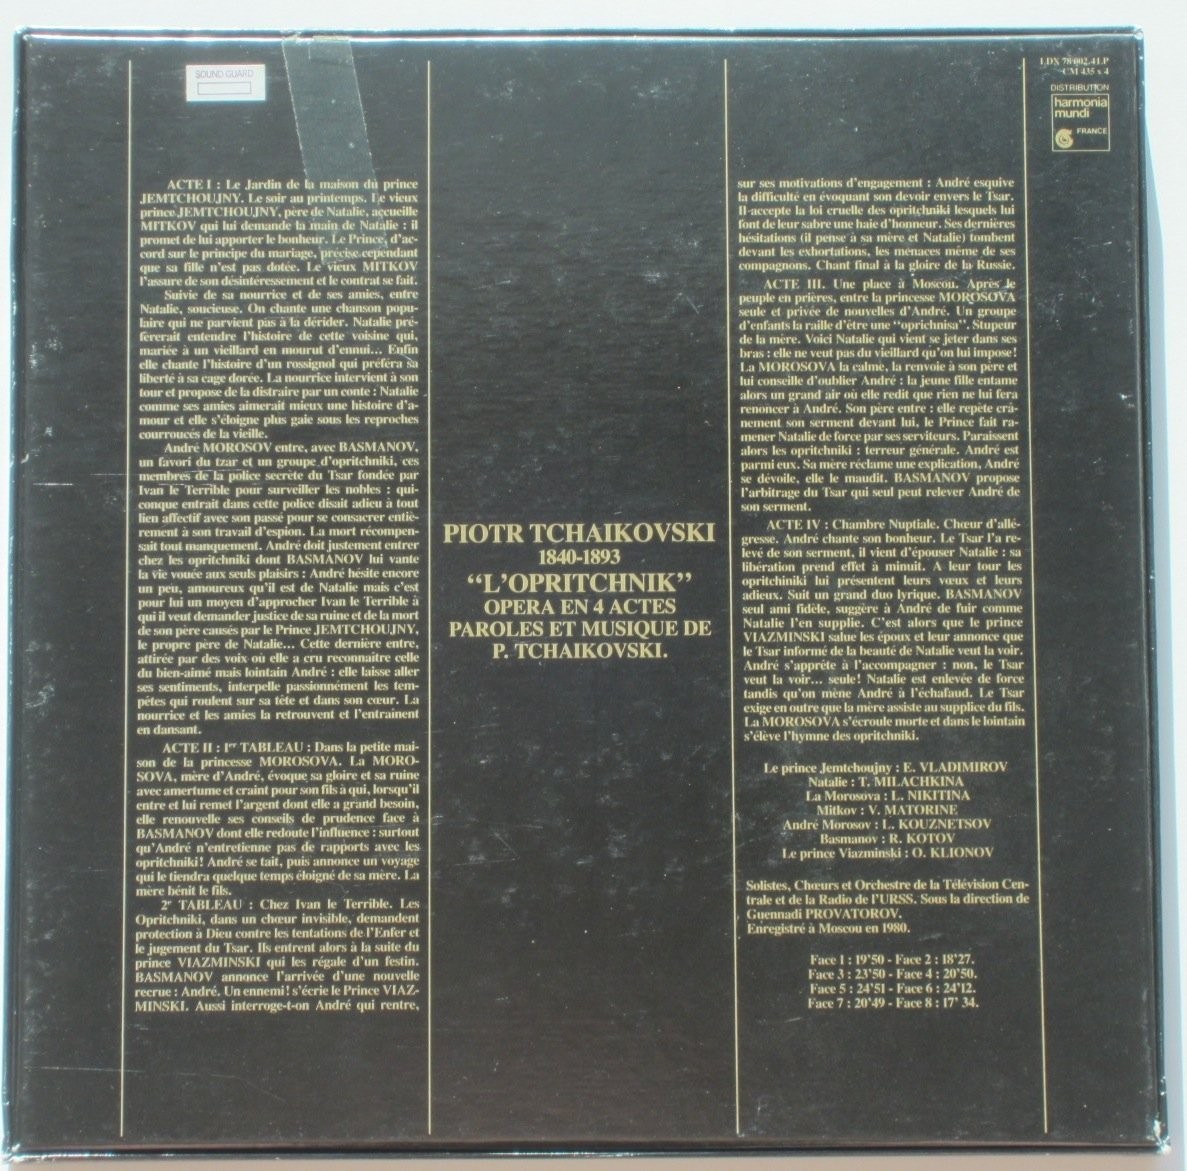 SOUND GUARD
LDX 78 002.41.P
CM 435 x 4
DISTRIBUTION
harmonia
mundi
FRANCE
ACTE I : Le Jardin de la maison du prince
JEMTCHOUJNY. Le soir au printemps. Le vieux
prince JEMTCHOUJNY, père de Natalie, accueille
MITKOV qui lui demande la main de Natalie : il
promet de lui apporter le bonheur. Le Prince, d'ac-
cord sur le principe du mariage, précise cependant
que sa fille n'est pas dotée. Le vieux MITKOV
l'assure de son désintéressement et le contrat se fait.
Suivie de sa nourrice et de ses amies, entre
Natalie, soucieuse. On chante une chanson popu-
laire qui ne parvient pas à la dérider. Natalie pré-
fererait entendre l'histoire de cette voisine qui,
mariée à un vieillard en mourut d'ennui... Enfin
elle chante l'histoire d'un rossignol qui préféra sa
liberté à sa cage dorée. La nourrice intervient à son
tour et propose de la distraire par un conte : Natalie
comme ses amies aimerait mieux une histoire d'a-
mour et elle s'éloigne plus gaie sous les reproches
courroucés de la vieille.
André MOROSOV entre, avec BASMANOV,
un favori du tzar et un groupe d'opritchniki, ces
membres de la police secrète du Tsar fondée par
Ivan le Terrible pour surveiller les nobles : qui-
conque entrait dans cette police disait adieu à tout
lien affectif avec son passé pour se consacrer entiè-
rement à son travail d'espion. La mort récompen-
sait tout manquement. André doit justement entrer
chez les opritchniki dont BASMANOV lui vante
la vie vouée aux seuls plaisirs : André hésite encore
un peu, amoureux qu'il est de Natalie mais c'est
pour lui un moyen d'approcher Ivan le Terrible à
qui il veut demander justice de sa ruine et de la mort
de son père causés par le Prince JEMTCHOUJNY,
le propre père de Natalie... Cette dernière entre,
attirée par des voix où elle a cru reconnaitre celle
du bien-aimé mais lointain André : elle laisse aller
ses sentiments, interpelle passionnément les tem-
pêtes qui roulent sur sa tête et dans son cœur. La
nourrice et les amies la retrouvent et l'entrainent
en dansant.
ACTE II : 1er TABLEAU : Dans la petite mai-
son de la princesse MOROSOVA. La MORO-
SOVA, mère d'André, évoque sa gloire et sa ruine
avec amertume et craint pour son fils à qui, lorsqu'il
entre et lui remet l'argent dont elle a grand besoin,
elle renouvelle ses conseils de prudence face à
BASMANOV dont elle redoute l'influence : surtout
qu'André n'entretienne pas de rapports avec les
opritchniki! André se tait, puis annonce un voyage
qui le tiendra quelque temps éloigné de sa mère. La
mère bénit le fils.
2e TABLEAU : Chez Ivan le Terrible. Les
Opritchniki, dans un chœur invisible, demandent
protection à Dieu contre les tentations de l'Enfer et
le jugement du Tsar. Ils entrent alors à la suite du
prince VIAZMINSKI qui les régale d'un festin.
BASMANOV annonce l'arrivée d'une nouvelle
recrue : André. Un ennemi! s'écrie le Prince VIAZ-
MINSKI. Aussi interroge-t-on André qui rentre,
PIOTR TCHAIKOVSKI
1840-1893
“L'OPRITCHNIK”
OPERA EN 4 ACTES
PAROLES ET MUSIQUE DE
P. TCHAIKOVSKI.
sur ses motivations d'engagement : André esquive
la difficulté en évoquant son devoir envers le Tsar.
Il accepte la loi cruelle des opritchniki lesquels lui
font de leur sabre une haie d'honneur. Ses dernières
hésitations (il pense à sa mère et Natalie) tombent
devant les exhortations, les menaces même de ses
compagnons. Chant final à la gloire de la Russie.
ACTE III. Une place à Moscou. Après le
peuple en prières, entre la princesse MOROSOVA
seule et privée de nouvelles d'André. Un groupe
d'enfants la raille d'être une “oprichnisa”. Stupeur
de la mère. Voici Natalie qui vient se jeter dans ses
bras : elle ne veut pas du vieillard qu'on lui impose!
La MOROSOVA la calme, la renvoie à son père et
lui conseille d'oublier André : la jeune fille entame
alors un grand air où elle redit que rien ne lui fera
renoncer à André. Son père entre : elle repète crâ-
nement son serment devant lui, le Prince fait ra-
mener Natalie de force par ses serviteurs. Paraissent
alors les opritchniki : terreur générale. André est
parmi eux. Sa mère réclame une explication, André
se dévoile, elle le maudit. BASMANOV propose
l'arbitrage du Tsar qui seul peut relever André de
son serment.
ACTE IV : Chambre Nuptiale. Chœur d'allé-
gresse. André chante son bonheur. Le Tsar l'a re-
levé de son serment, il vient d'épouser Natalie : sa
libération prend effet à minuit. A leur tour les
opritchiniki lui présentent leurs vœux et leurs
adieux. Suit un grand duo lyrique. BASMANOV
seul ami fidèle, suggère à André de fuir comme
Natalie l'en supplie. C'est alors que le prince
VIAZMINSKI salue les époux et leur annonce que
le Tsar informé de la beauté de Natalie veut la voir.
André s'apprête à l'accompagner : non, le Tsar
veut la voir... seule! Natalie est enlevée de force
tandis qu'on mène André à l'échafaud. Le Tsar
exige en outre que la mère assiste au supplice du fils.
La MOROSOVA s'écroule morte et dans le lointain
s'élève l'hymne des opritchniki.
Le prince Jemtchoujny : E. VLADIMIROV
Natalie : T. MILACHKINA
La Morosova : L. NIKITINA
Mitkov : V. MATORINE
André Morosov : L. KOUZNETSOV
Basmanov : R. KOTOV
Le prince Viazminski : O. KLIONOV
Solistes, Chœurs et Orchestre de la Télévision Cen-
trale et de la Radio de l'URSS. Sous la direction de
Guennadi PROVATOROV.
Enregistré à Moscou en 1980.
Face 1 : 19'50 - Face 2 : 18'27.
Face 3 : 23'50 - Face 4 : 20'50.
Face 5 : 24'51 - Face 6 : 24'12.
Face 7 : 20'49 - Face 8 : 17' 34.